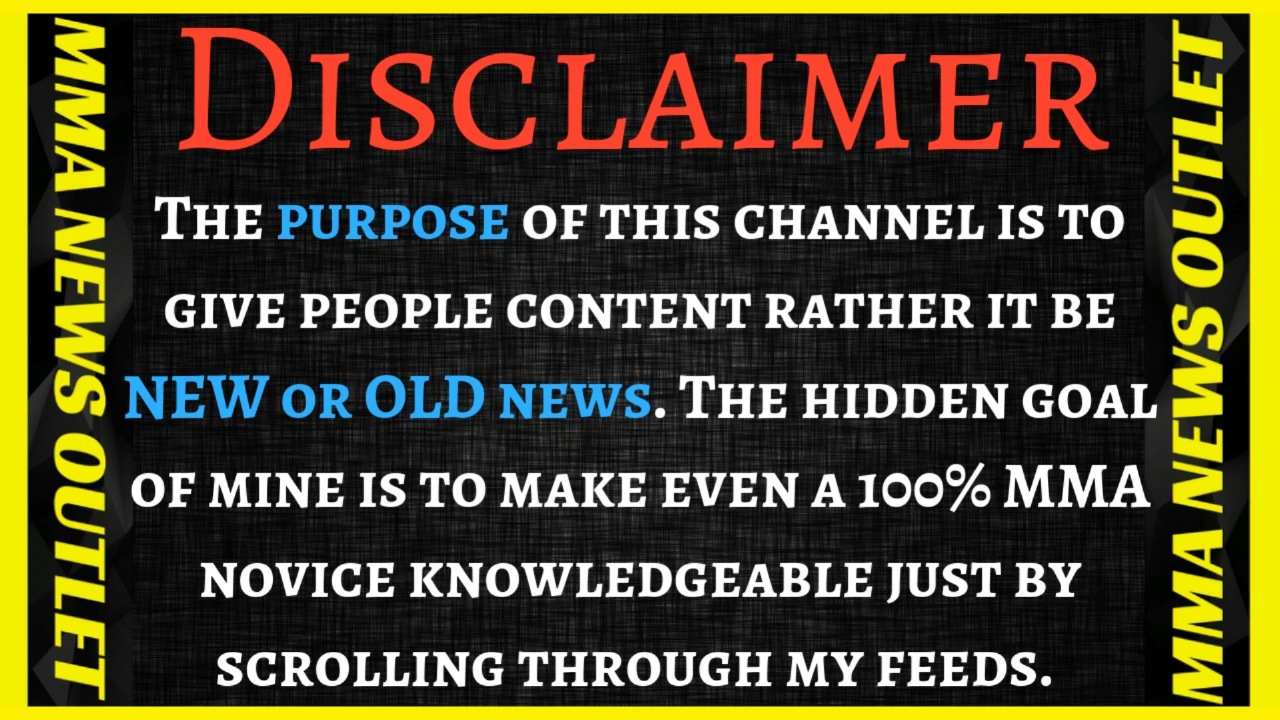 DISCLAIMER
THE PURPOSE OF THIS CHANNEL IS TO
GIVE PEOPLE CONTENT RATHER IT BE
NEW OR OLD NEWS. THE HIDDEN GOAL
OF MINE IS TO MAKE EVEN A 100% MMA
NOVICE KNOWLEDGEABLE JUST BY
SCROLLING THROUGH MY FEEDS.
MMA NEWS OUTLET
MMA NEWS OUTLET